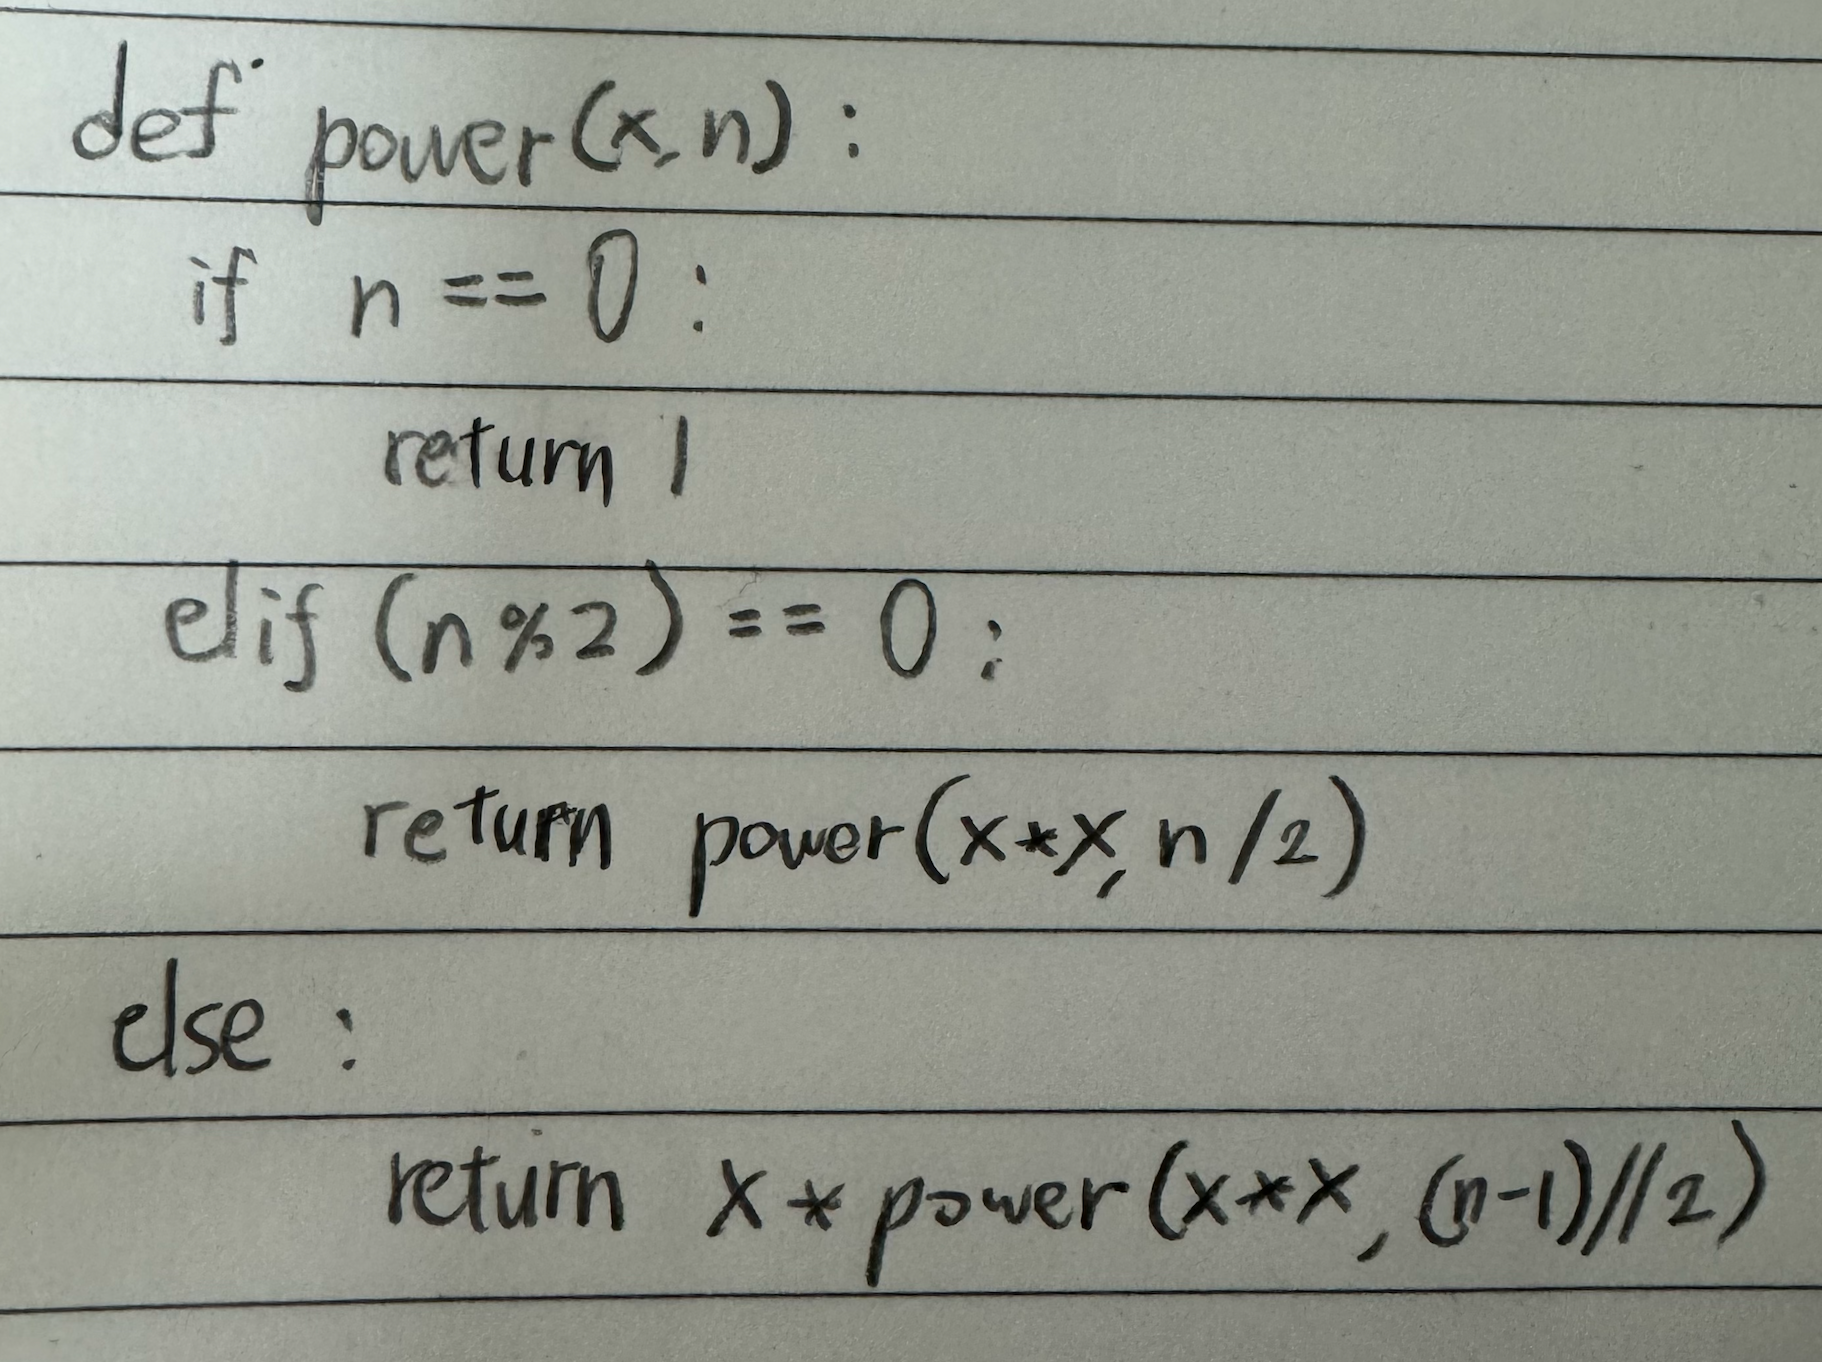 def power(x,n):
if n == 0:
return 1
elif (n%2) == 0:
return power(x*x, n/2)
else:
return x*power(x*x, (n-1)//2)